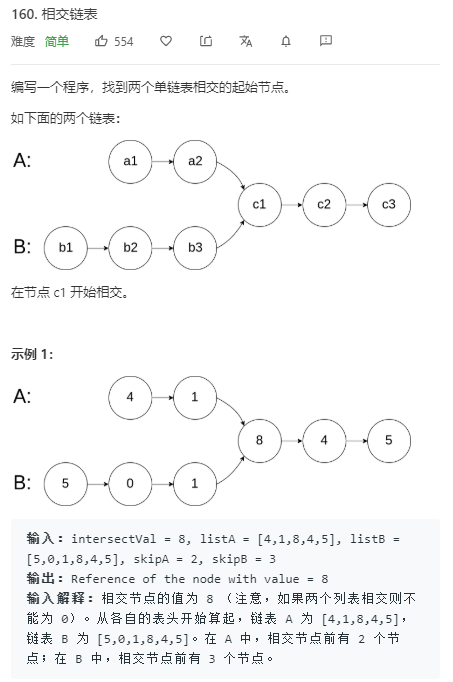 160. 相交链表
难度 简单 554
编写一个程序，找到两个单链表相交的起始节点。
如下面的两个链表：
A: a1 a2
c1 c2 c3
B: b1 b2 b3
在节点 c1 开始相交。
示例 1：
A: 4 1
8 4 5
B: 5 0 1
输入：intersectVal = 8, listA = [4,1,8,4,5], listB =
[5,0,1,8,4,5], skipA = 2, skipB = 3
输出：Reference of the node with value = 8
输入解释：相交节点的值为 8 （注意，如果两个列表相交则不
能为 0）。从各自的表头开始算起，链表 A 为 [4,1,8,4,5]，
链表 B 为 [5,0,1,8,4,5]。在 A 中，相交节点前有 2 个节
点；在 B 中，相交节点前有 3 个节点。